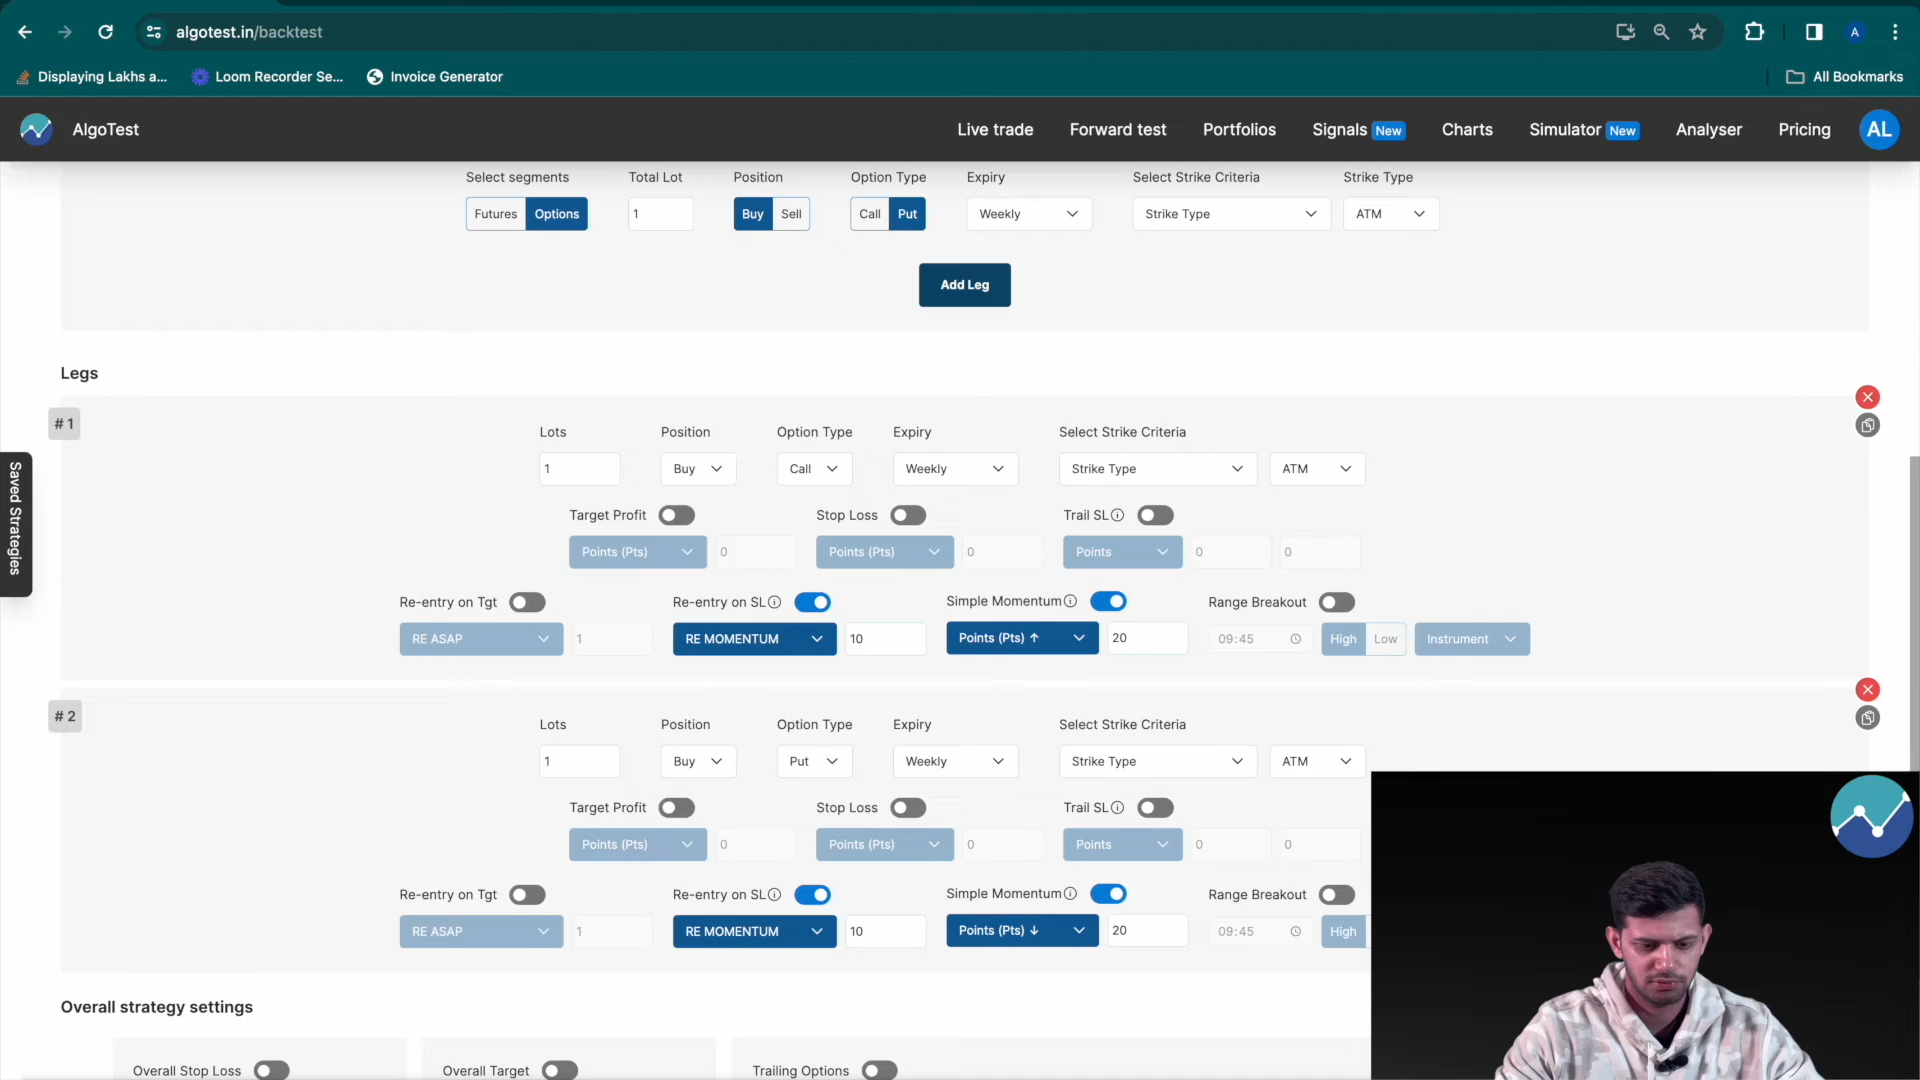 algotest.in/backtest
A
Displaying Lakhs a...
Loom Recorder Se...
Invoice Generator
All Bookmarks
AlgoTest
Live trade
Forward test
Portfolios
Signals New
Charts
Simulator New
Analyser
Pricing
AL
Select segments Total Lot Position Option Type Expiry Select Strike Criteria Strike Type
Futures Options 1 Buy Sell Call Put Weekly Strike Type ATM
Add Leg
Legs
Saved Strategies
# 1
Lots Position Option Type Expiry Select Strike Criteria
1 Buy Call Weekly Strike Type ATM
Target Profit Stop Loss Trail SL
Points (Pts) 0 Points (Pts) 0 Points 0 0
Re-entry on Tgt Re-entry on SL Simple Momentum Range Breakout
RE ASAP 1 RE MOMENTUM 10 Points (Pts) ↑ 20 09:45 High Low Instrument
# 2
Lots Position Option Type Expiry Select Strike Criteria
1 Buy Put Weekly Strike Type ATM
Target Profit Stop Loss Trail SL
Points (Pts) 0 Points (Pts) 0 Points 0 0
Re-entry on Tgt Re-entry on SL Simple Momentum Range Breakout
RE ASAP 1 RE MOMENTUM 10 Points (Pts) ↓ 20 09:45 High
Overall strategy settings
Overall Stop Loss Overall Target Trailing Options